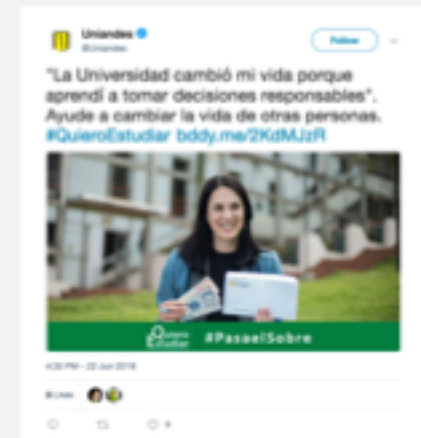 Uniandes
@Uniandes
Follow
"La Universidad cambió mi vida porque
aprendí a tomar decisiones responsables".
Ayude a cambiar la vida de otras personas.
#QuieroEstudiar bddy.me/2KdMJzR
Quiero
Estudiar #PasaelSobre